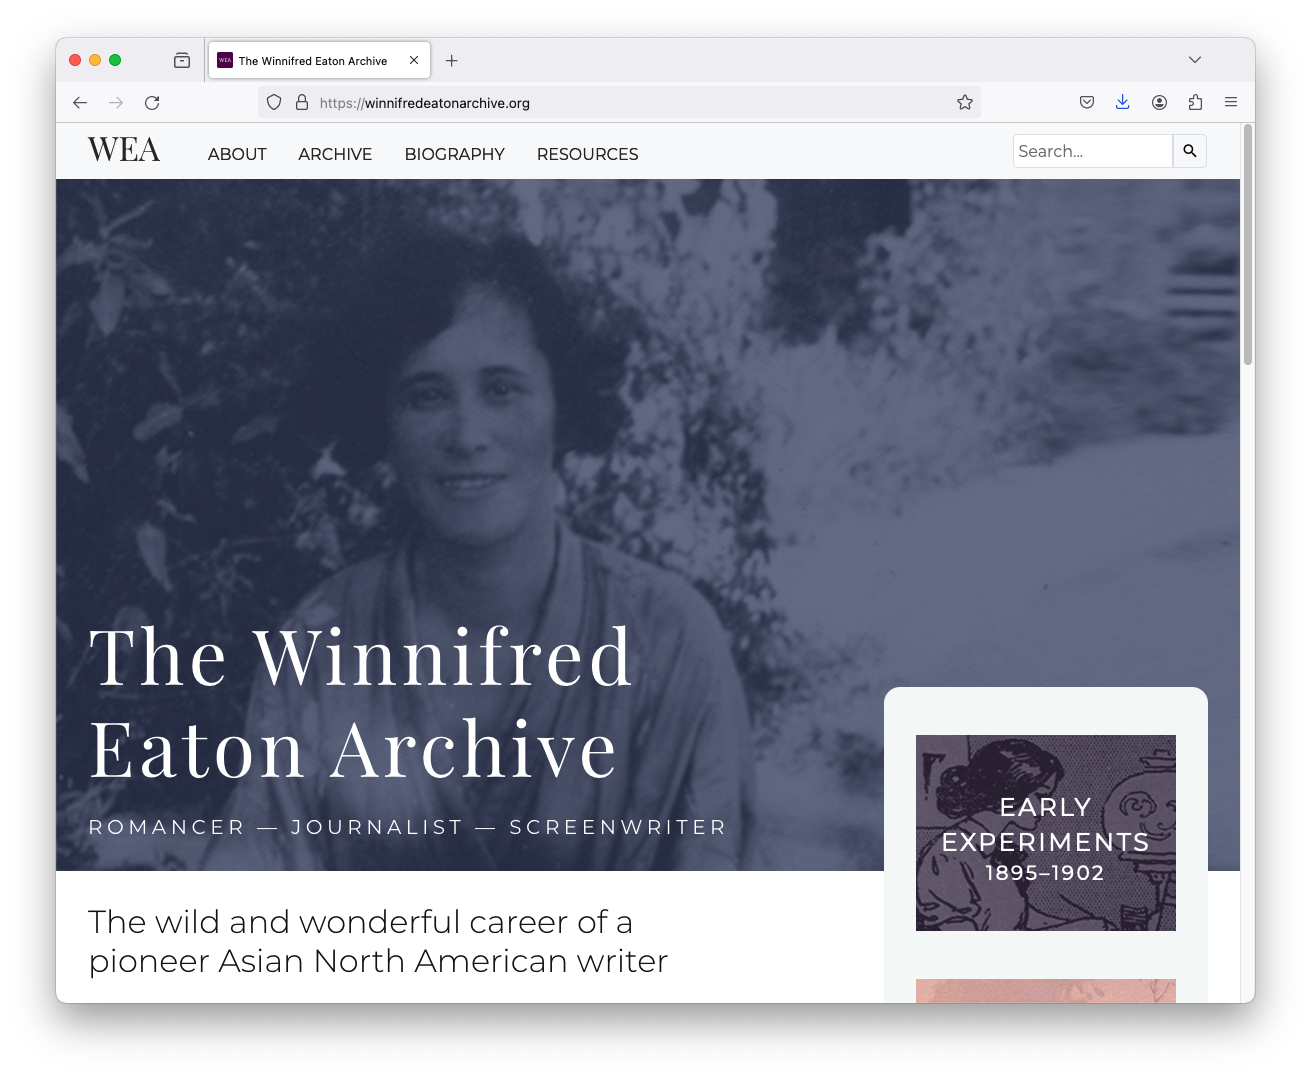 WEA The Winnifred Eaton Archive
https://winnifredeatonarchive.org
WEA ABOUT ARCHIVE BIOGRAPHY RESOURCES Search...
The Winnifred
Eaton Archive
ROMANCER — JOURNALIST — SCREENWRITER
EARLY
EXPERIMENTS
1895–1902
The wild and wonderful career of a
pioneer Asian North American writer